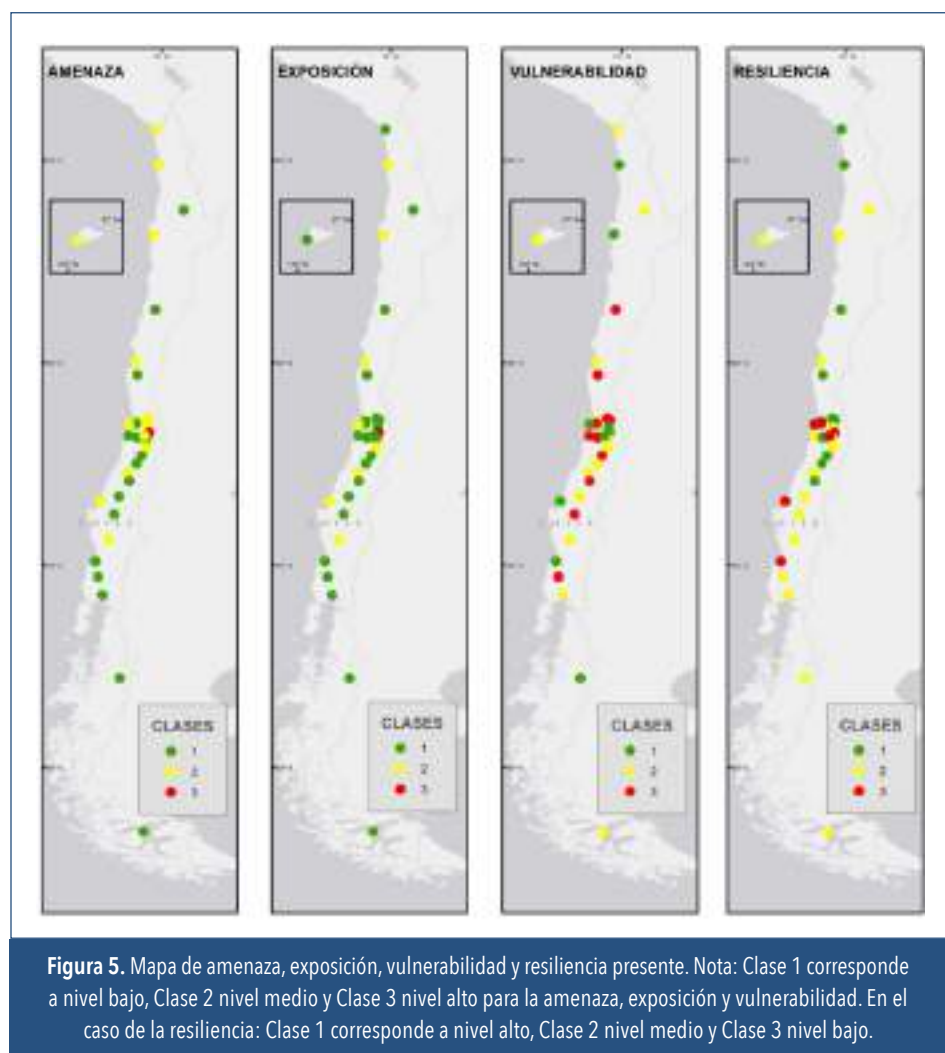 AMENAZA
EXPOSICIÓN
VULNERABILIDAD
RESILIENCIA
CLASES
1
2
3
CLASES
1
2
3
CLASES
1
2
3
CLASES
1
2
3
Figura 5. Mapa de amenaza, exposición, vulnerabilidad y resiliencia presente. Nota: Clase 1 corresponde
a nivel bajo, Clase 2 nivel medio y Clase 3 nivel alto para la amenaza, exposición y vulnerabilidad. En el
caso de la resiliencia: Clase 1 corresponde a nivel alto, Clase 2 nivel medio y Clase 3 nivel bajo.